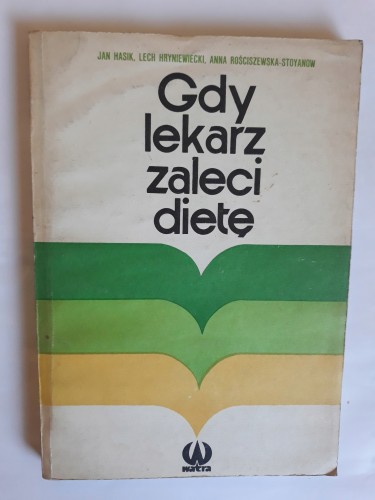 JAN HASIK, LECH HRYNIEWIECKI, ANNA ROŚCISZEWSKA-STOYANOW
Gdy
lekarz
zaleci
dietę
watra